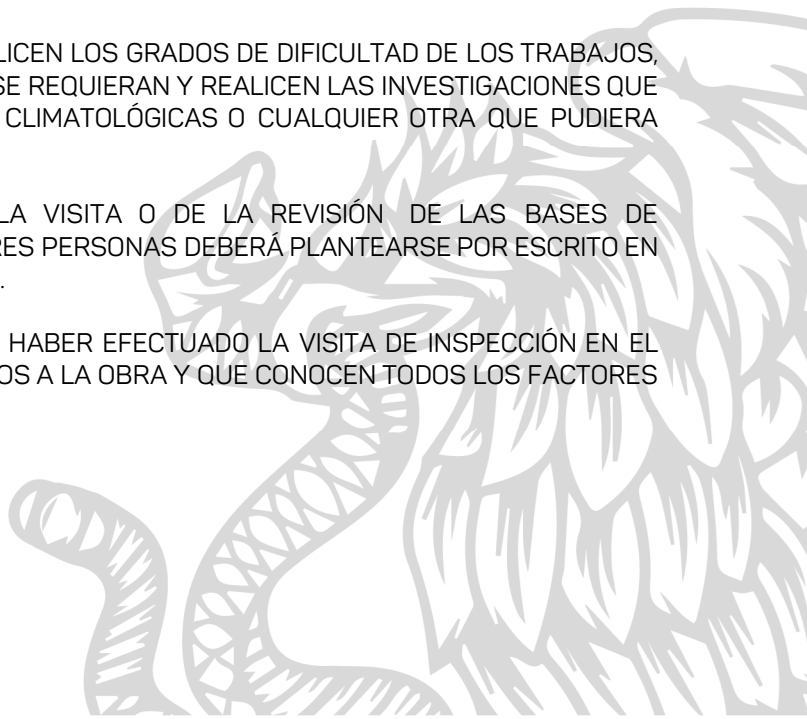 LICEN LOS GRADOS DE DIFICULTAD DE LOS TRABAJOS,
SE REQUIERAN Y REALICEN LAS INVESTIGACIONES QUE
CLIMATOLÓGICAS O CUALQUIER OTRA QUE PUDIERA
LA VISITA O DE LA REVISIÓN DE LAS BASES DE
RES PERSONAS DEBERÁ PLANTEARSE POR ESCRITO EN
.
HABER EFECTUADO LA VISITA DE INSPECCIÓN EN EL
OS A LA OBRA Y QUE CONOCEN TODOS LOS FACTORES